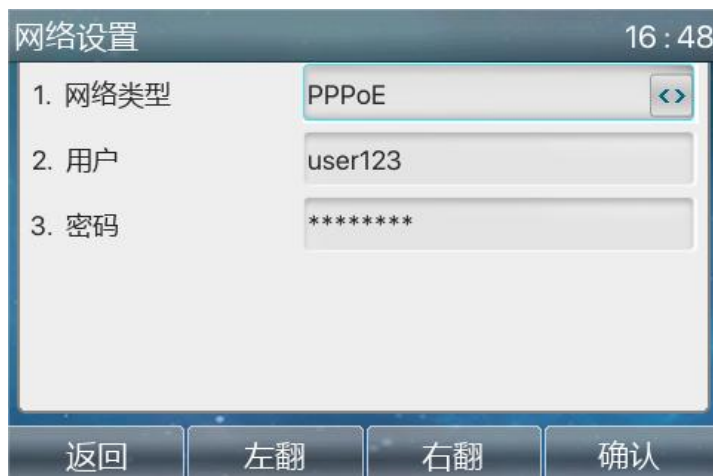 网络设置 16:48
1. 网络类型 PPPoE
2. 用户 user123
3. 密码 ********
返回 左翻 右翻 确认